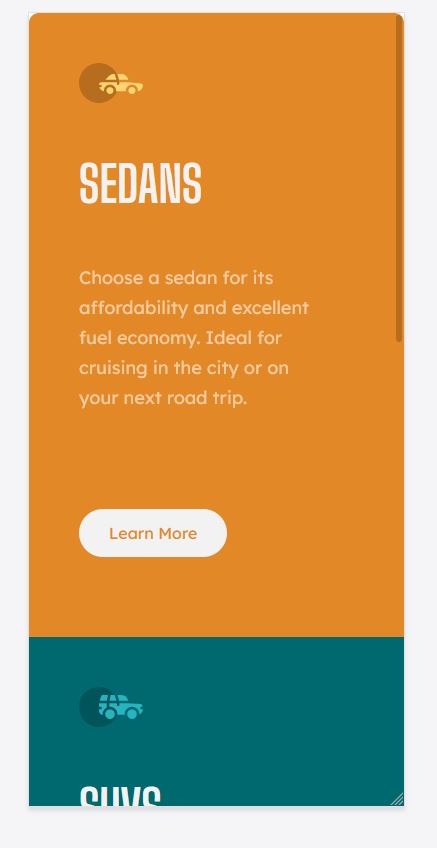 SEDANS
Choose a sedan for its
affordability and excellent
fuel economy. Ideal for
cruising in the city or on
your next road trip.
Learn More
SUVS